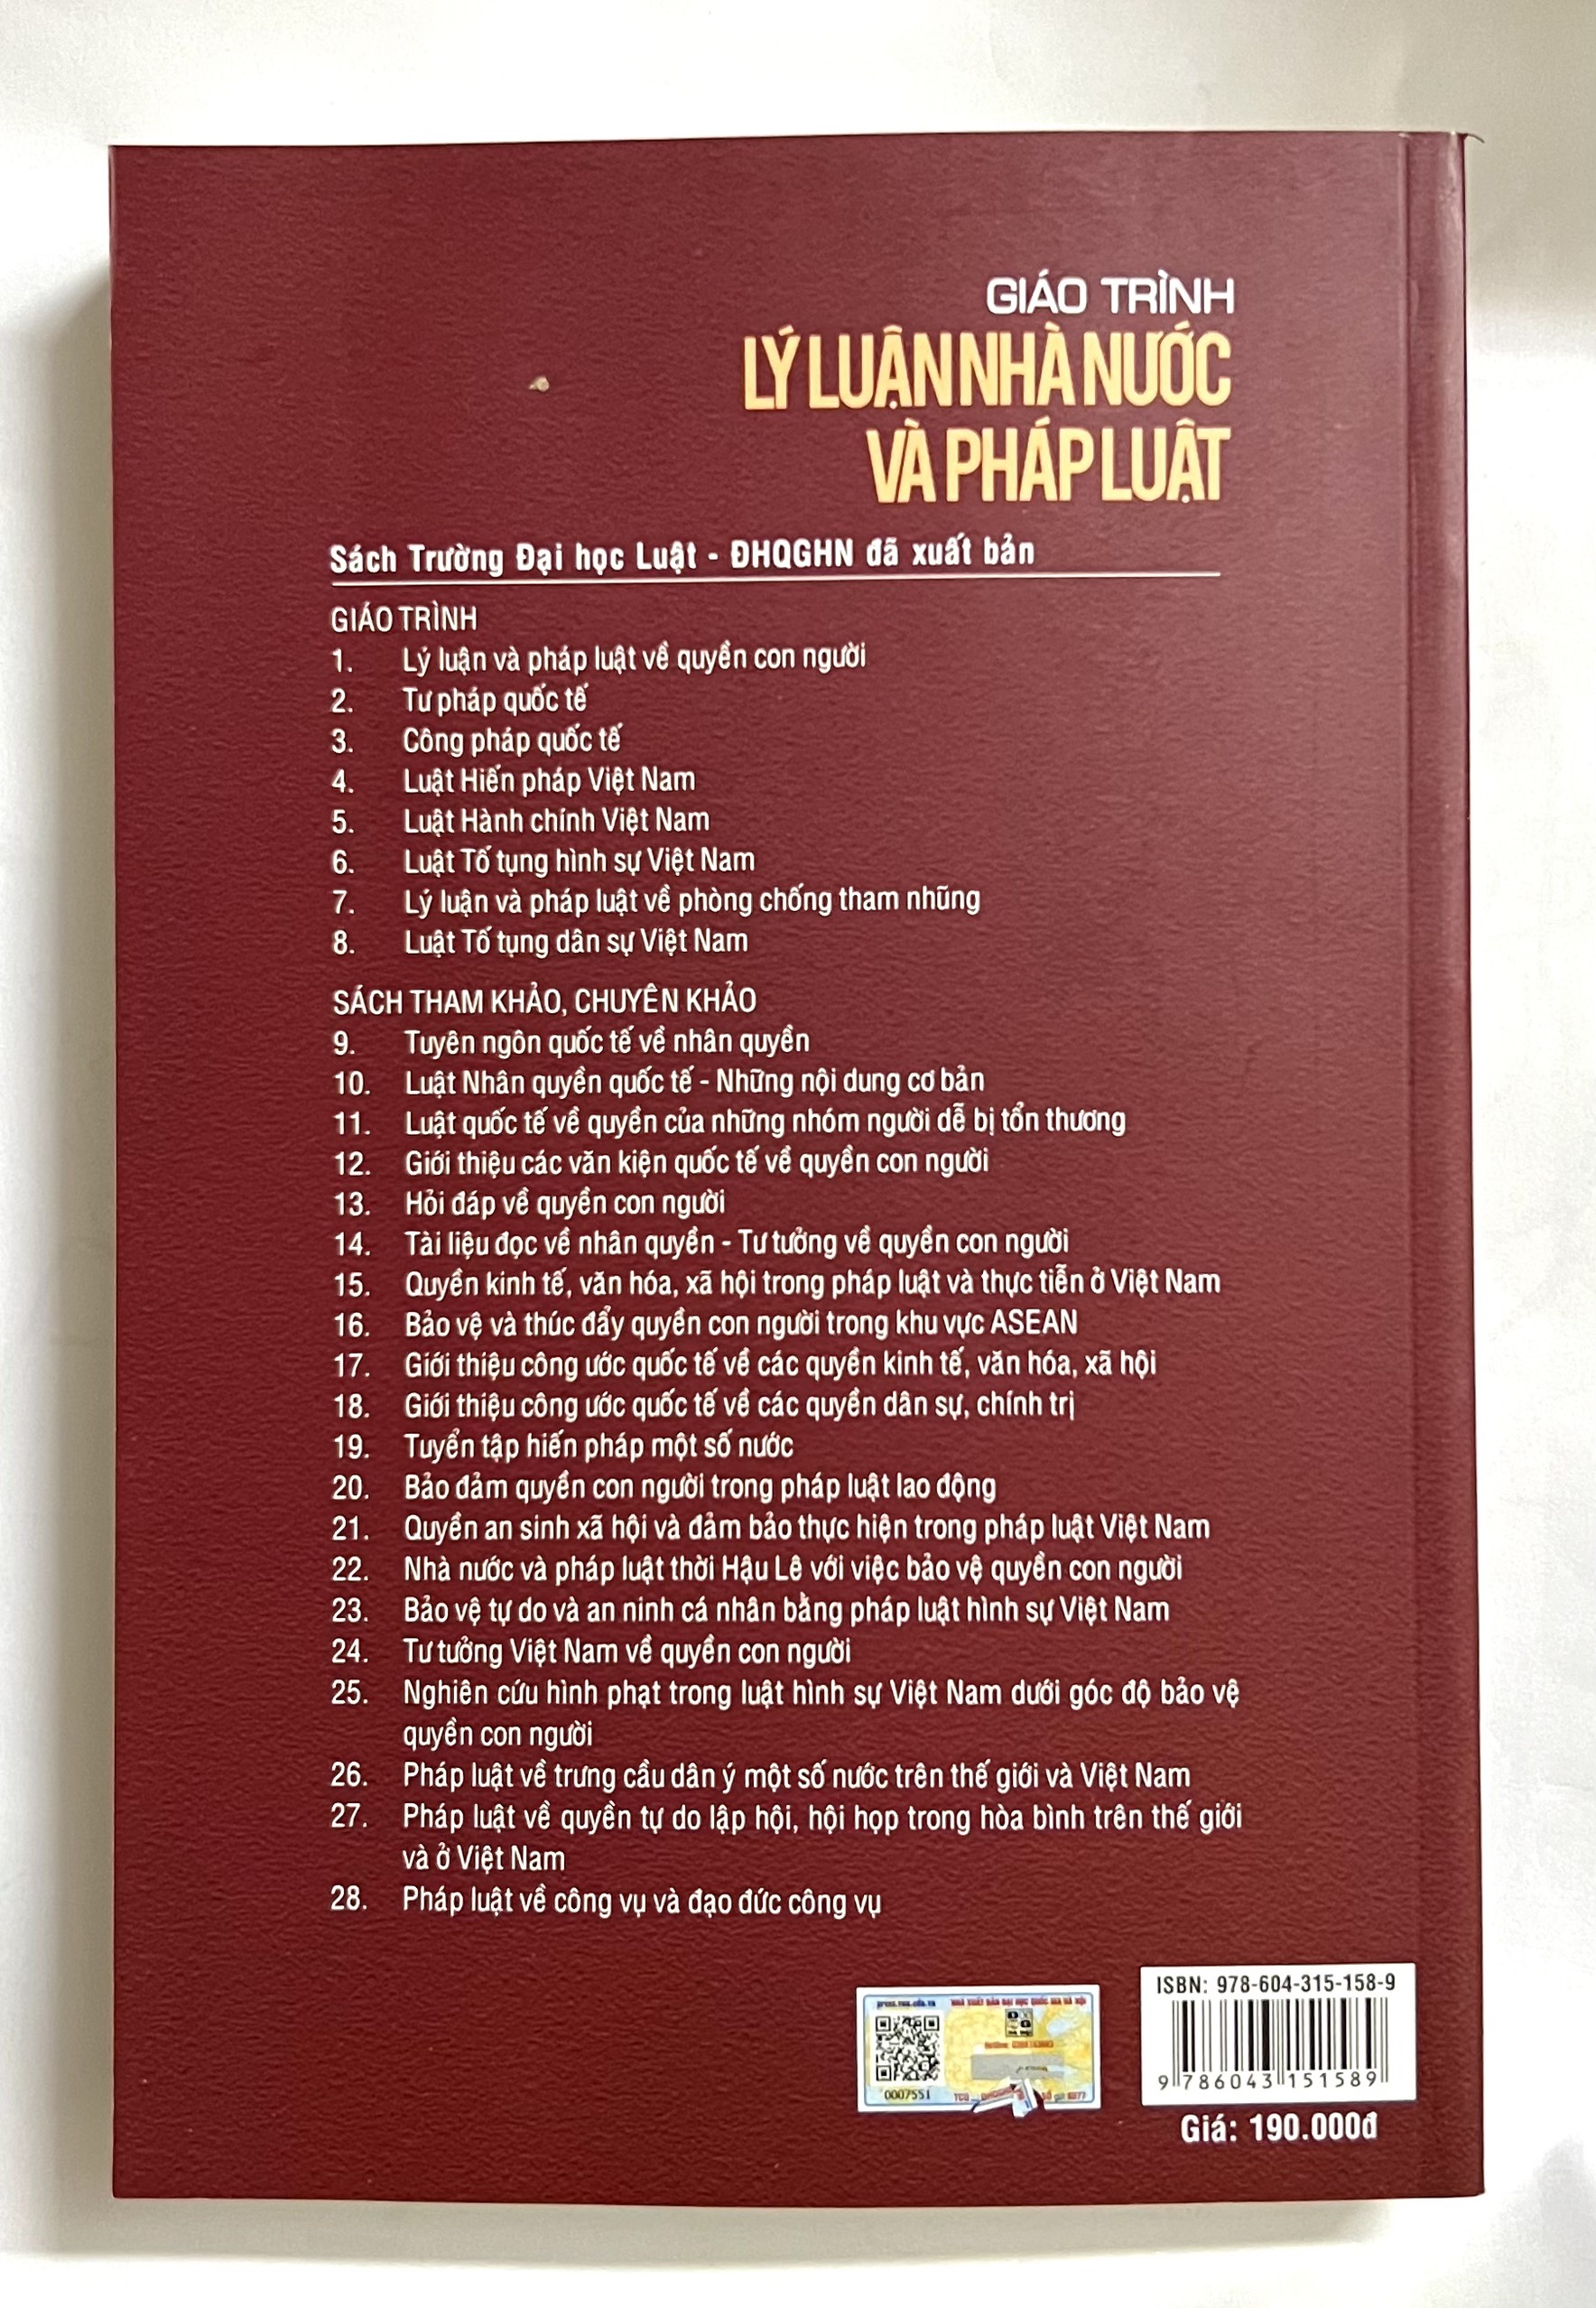 GIÁO TRÌNH
LÝ LUẬN NHÀ NƯỚC
VÀ PHÁP LUẬT
Sách Trường Đại học Luật - ĐHQGHN đã xuất bản
GIÁO TRÌNH
1. Lý luận và pháp luật về quyền con người
2. Tư pháp quốc tế
3. Công pháp quốc tế
4. Luật Hiến pháp Việt Nam
5. Luật Hành chính Việt Nam
6. Luật Tố tụng hình sự Việt Nam
7. Lý luận và pháp luật về phòng chống tham nhũng
8. Luật Tố tụng dân sự Việt Nam
SÁCH THAM KHẢO, CHUYÊN KHẢO
9. Tuyên ngôn quốc tế về nhân quyền
10. Luật Nhân quyền quốc tế - Những nội dung cơ bản
11. Luật quốc tế về quyền của những nhóm người dễ bị tổn thương
12. Giới thiệu các văn kiện quốc tế về quyền con người
13. Hỏi đáp về quyền con người
14. Tài liệu đọc về nhân quyền - Tư tưởng về quyền con người
15. Quyền kinh tế, văn hóa, xã hội trong pháp luật và thực tiễn ở Việt Nam
16. Bảo vệ và thúc đẩy quyền con người trong khu vực ASEAN
17. Giới thiệu công ước quốc tế về các quyền kinh tế, văn hóa, xã hội
18. Giới thiệu công ước quốc tế về các quyền dân sự, chính trị
19. Tuyển tập hiến pháp một số nước
20. Bảo đảm quyền con người trong pháp luật lao động
21. Quyền an sinh xã hội và đảm bảo thực hiện trong pháp luật Việt Nam
22. Nhà nước và pháp luật thời Hậu Lê với việc bảo vệ quyền con người
23. Bảo vệ tự do và an ninh cá nhân bằng pháp luật hình sự Việt Nam
24. Tư tưởng Việt Nam về quyền con người
25. Nghiên cứu hình phạt trong luật hình sự Việt Nam dưới góc độ bảo vệ
quyền con người
26. Pháp luật về trưng cầu dân ý một số nước trên thế giới và Việt Nam
27. Pháp luật về quyền tự do lập hội, hội họp trong hòa bình trên thế giới
và ở Việt Nam
28. Pháp luật về công vụ và đạo đức công vụ
press.vnu.edu.vn
NHÀ XUẤT BẢN ĐẠI HỌC QUỐC GIA HÀ NỘI
0007551
ISBN: 978-604-315-158-9
9 786043 151589
Giá: 190.000đ